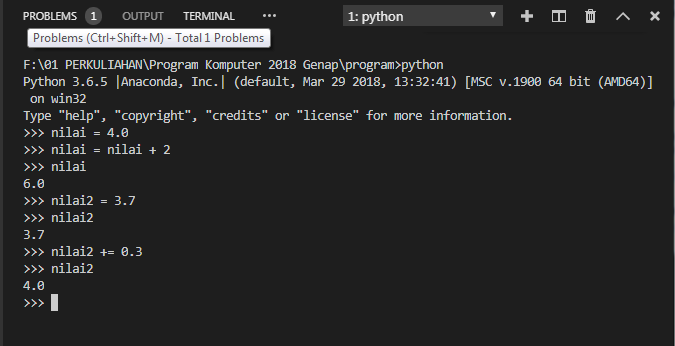 PROBLEMS 1 OUTPUT TERMINAL ... 1: python
Problems (Ctrl+Shift+M) - Total 1 Problems
F:\01 PERKULIAHAN\Program Komputer 2018 Genap\program>python
Python 3.6.5 |Anaconda, Inc.| (default, Mar 29 2018, 13:32:41) [MSC v.1900 64 bit (AMD64)]
on win32
Type "help", "copyright", "credits" or "license" for more information.
>>> nilai = 4.0
>>> nilai = nilai + 2
>>> nilai
6.0
>>> nilai2 = 3.7
>>> nilai2
3.7
>>> nilai2 += 0.3
>>> nilai2
4.0
>>>